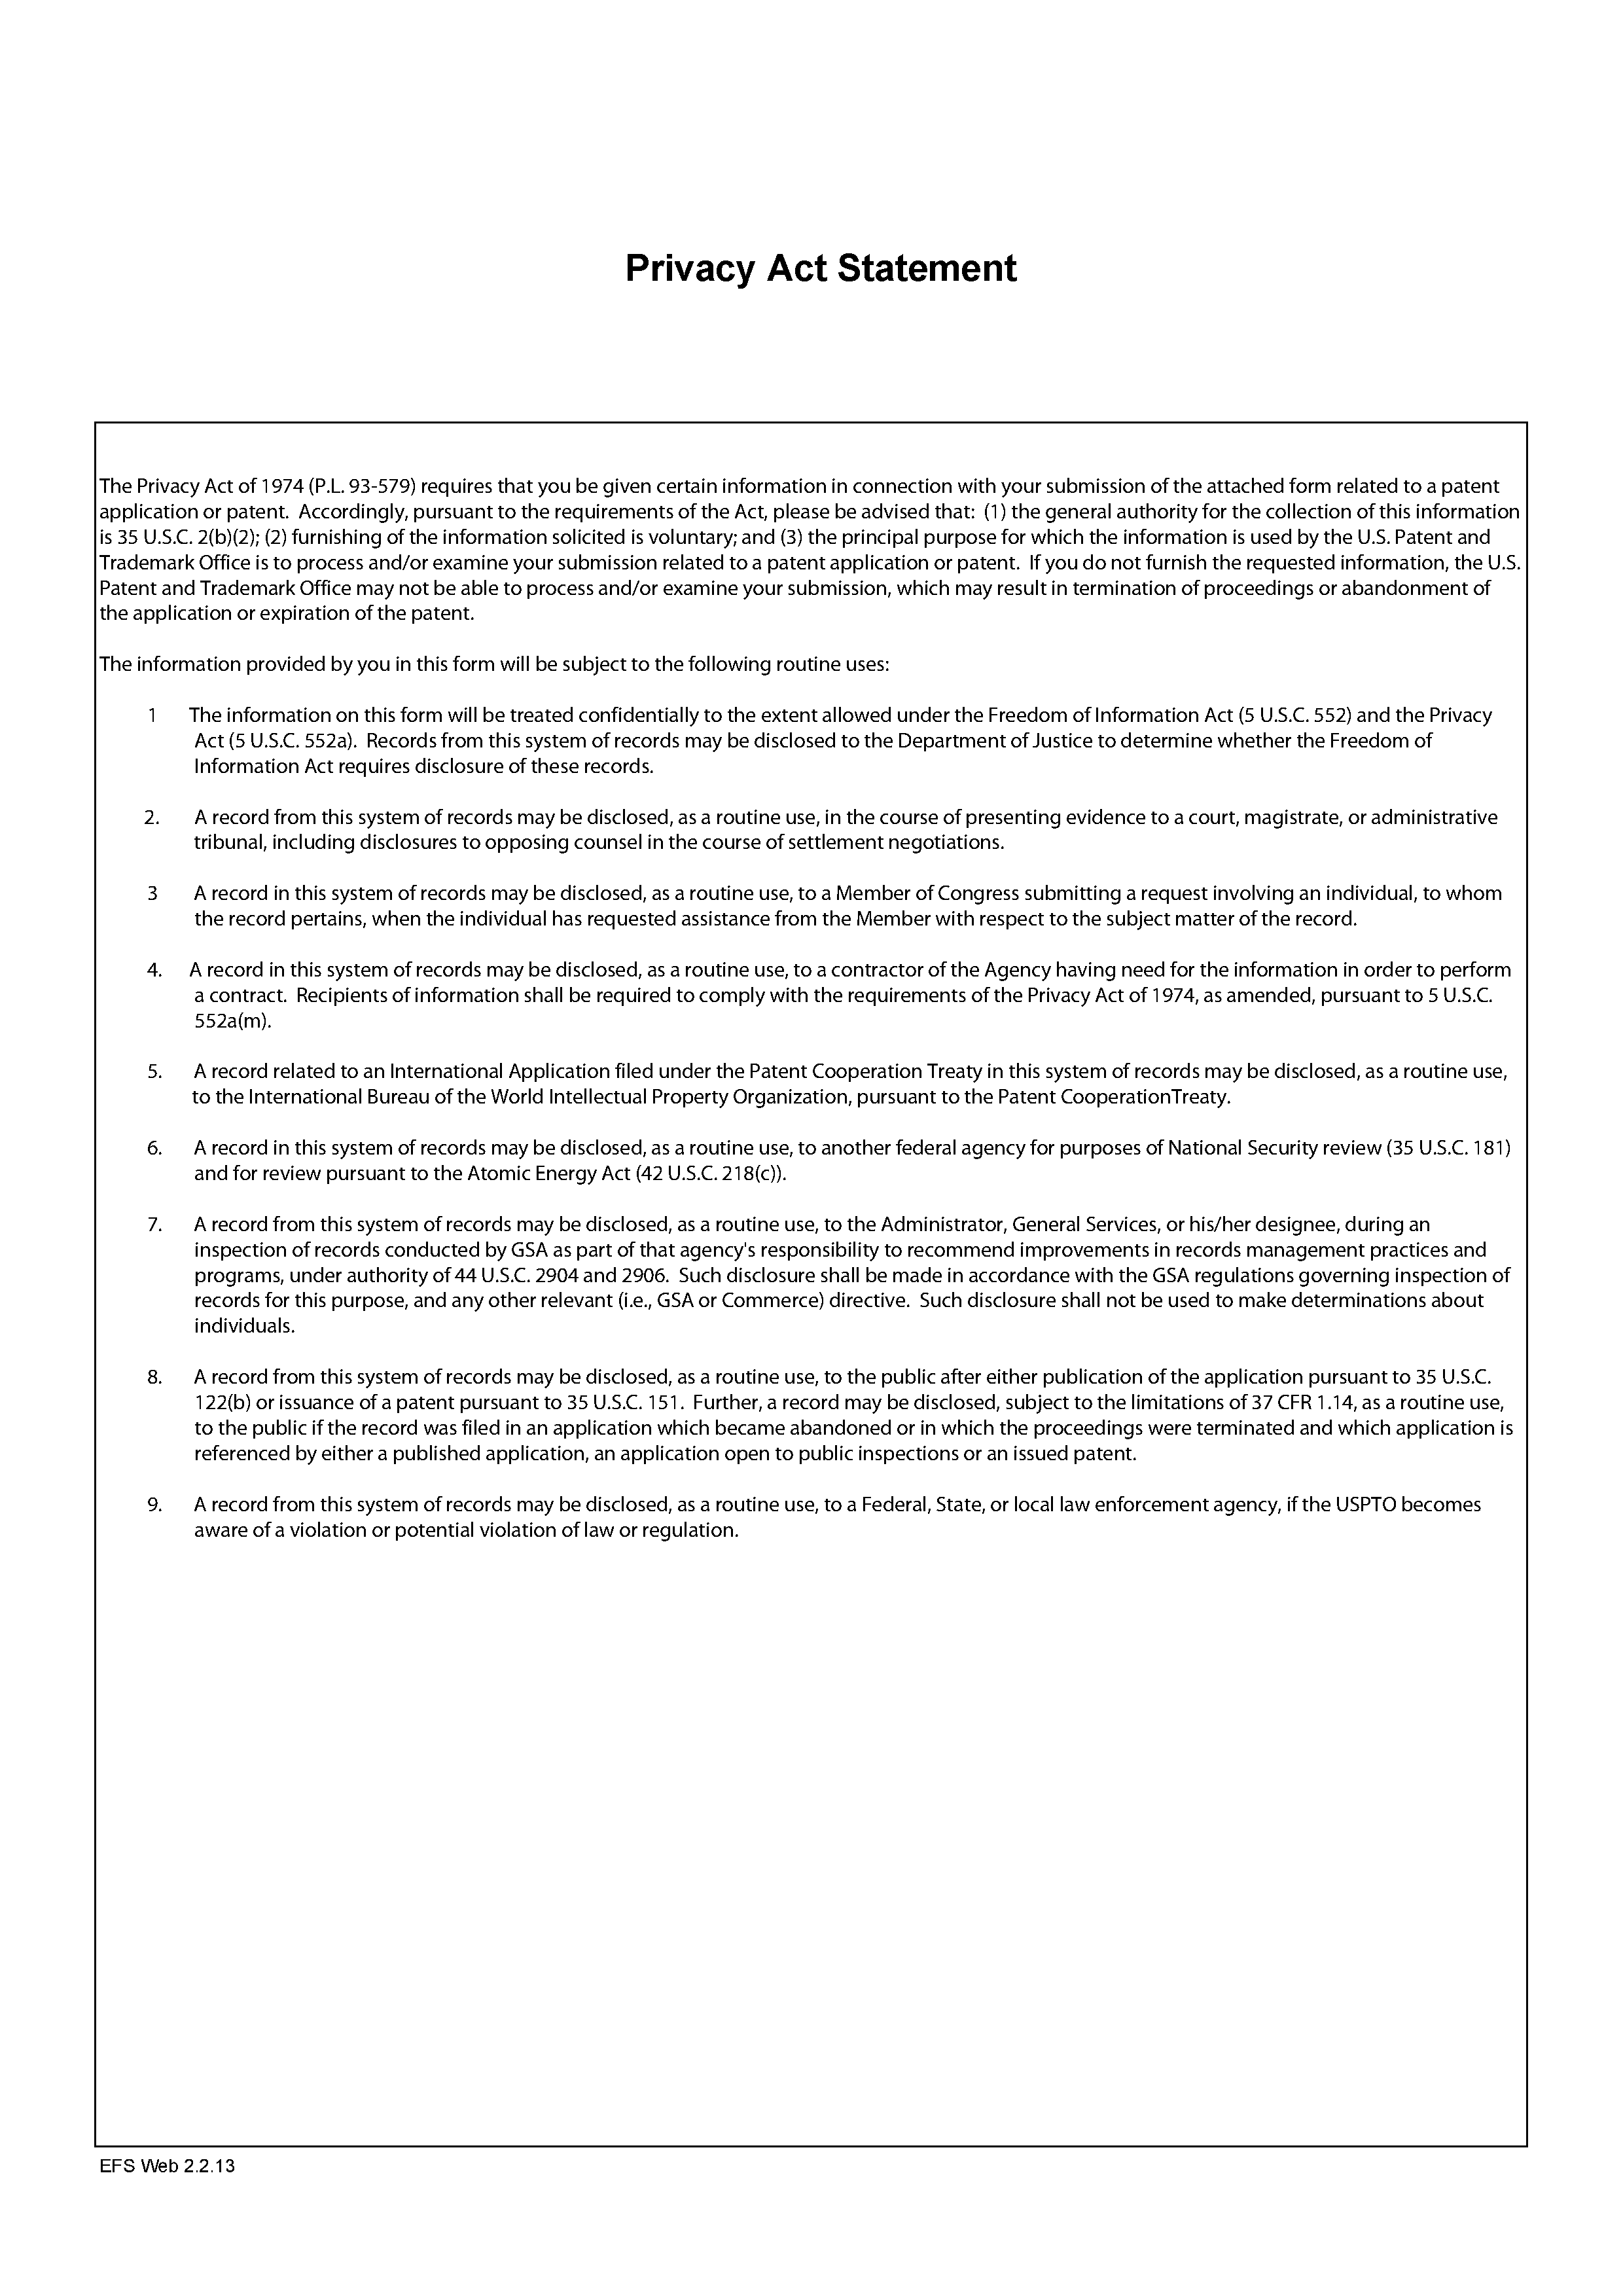 Privacy Act Statement
The Privacy Act of 1974 (P.L. 93-579) requires that you be given certain information in connection with your submission of the attached form related to a patent
application or patent.  Accordingly, pursuant to the requirements of the Act, please be advised that:  (1) the general authority for the collection of this information
is 35 U.S.C. 2(b)(2); (2) furnishing of the information solicited is voluntary; and (3) the principal purpose for which the information is used by the U.S. Patent and
Trademark Office is to process and/or examine your submission related to a patent application or patent.  If you do not furnish the requested information, the U.S.
Patent and Trademark Office may not be able to process and/or examine your submission, which may result in termination of proceedings or abandonment of
the application or expiration of the patent.
The information provided by you in this form will be subject to the following routine uses:
1 The information on this form will be treated confidentially to the extent allowed under the Freedom of Information Act (5 U.S.C. 552) and the Privacy
Act (5 U.S.C. 552a).  Records from this system of records may be disclosed to the Department of Justice to determine whether the Freedom of
Information Act requires disclosure of these records.
2. A record from this system of records may be disclosed, as a routine use, in the course of presenting evidence to a court, magistrate, or administrative
tribunal, including disclosures to opposing counsel in the course of settlement negotiations.
3 A record in this system of records may be disclosed, as a routine use, to a Member of Congress submitting a request involving an individual, to whom
the record pertains, when the individual has requested assistance from the Member with respect to the subject matter of the record.
4. A record in this system of records may be disclosed, as a routine use, to a contractor of the Agency having need for the information in order to perform
a contract.  Recipients of information shall be required to comply with the requirements of the Privacy Act of 1974, as amended, pursuant to 5 U.S.C.
552a(m).
5. A record related to an International Application filed under the Patent Cooperation Treaty in this system of records may be disclosed, as a routine use,
to the International Bureau of the World Intellectual Property Organization, pursuant to the Patent CooperationTreaty.
6. A record in this system of records may be disclosed, as a routine use, to another federal agency for purposes of National Security review (35 U.S.C. 181)
and for review pursuant to the Atomic Energy Act (42 U.S.C. 218(c)).
7. A record from this system of records may be disclosed, as a routine use, to the Administrator, General Services, or his/her designee, during an
inspection of records conducted by GSA as part of that agency's responsibility to recommend improvements in records management practices and
programs, under authority of 44 U.S.C. 2904 and 2906.  Such disclosure shall be made in accordance with the GSA regulations governing inspection of
records for this purpose, and any other relevant (i.e., GSA or Commerce) directive.  Such disclosure shall not be used to make determinations about
individuals.
8. A record from this system of records may be disclosed, as a routine use, to the public after either publication of the application pursuant to 35 U.S.C.
122(b) or issuance of a patent pursuant to 35 U.S.C. 151.  Further, a record may be disclosed, subject to the limitations of 37 CFR 1.14, as a routine use,
to the public if the record was filed in an application which became abandoned or in which the proceedings were terminated and which application is
referenced by either a published application, an application open to public inspections or an issued patent.
9. A record from this system of records may be disclosed, as a routine use, to a Federal, State, or local law enforcement agency, if the USPTO becomes
aware of a violation or potential violation of law or regulation.
EFS Web 2.2.13